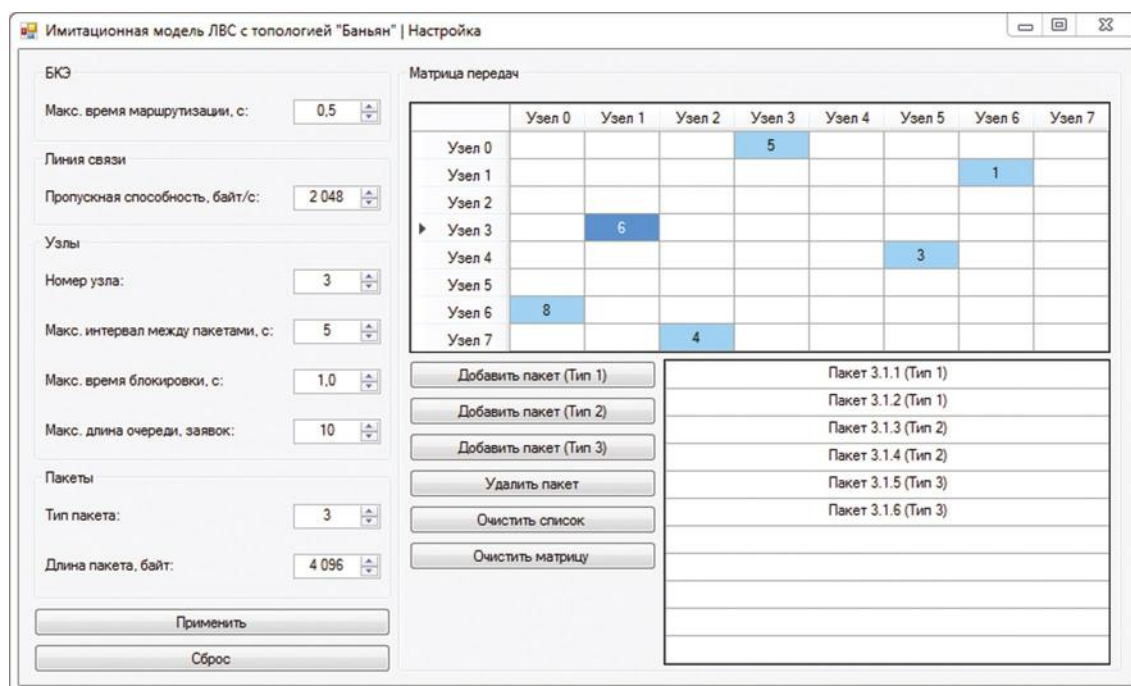 Имитационная модель ЛВС с топологией "Баньян" | Настройка
БКЭ
Макс. время маршрутизации, с: 0,5
Линия связи
Пропускная способность, байт/с: 2 048
Узлы
Номер узла: 3
Макс. интервал между пакетами, с: 5
Макс. время блокировки, с: 1,0
Макс. длина очереди, заявок: 10
Пакеты
Тип пакета: 3
Длина пакета, байт: 4 096
Применить
Сброс
Матрица передач
Узел 0 Узел 1 Узел 2 Узел 3 Узел 4 Узел 5 Узел 6 Узел 7
Узел 0 5
Узел 1 1
Узел 2
Узел 3 6
Узел 4 3
Узел 5
Узел 6 8
Узел 7 4
Добавить пакет (Тип 1)
Добавить пакет (Тип 2)
Добавить пакет (Тип 3)
Удалить пакет
Очистить список
Очистить матрицу
Пакет 3.1.1 (Тип 1)
Пакет 3.1.2 (Тип 1)
Пакет 3.1.3 (Тип 2)
Пакет 3.1.4 (Тип 2)
Пакет 3.1.5 (Тип 3)
Пакет 3.1.6 (Тип 3)